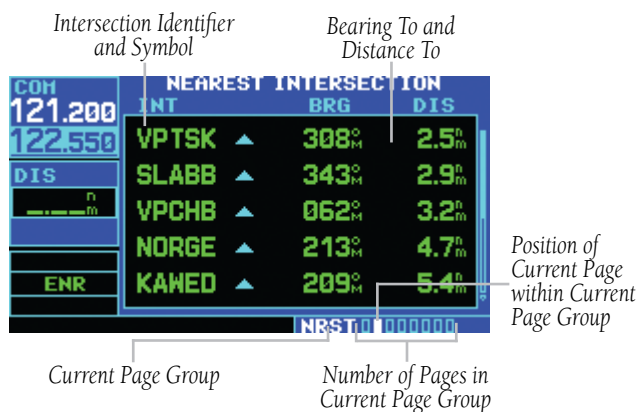 Intersection Identifier
and Symbol
Bearing To and
Distance To
COM
121.200
122.550
DIS
_._ _ nm
ENR
NEAREST INTERSECTION
INT BRG DIS
VPTSK 308°M 2.5nm
SLABB 343°M 2.9nm
VPCHB 062°M 3.2nm
NORGE 213°M 4.7nm
KAWED 209°M 5.4nm
NRST
Position of
Current Page
within Current
Page Group
Current Page Group
Number of Pages in
Current Page Group